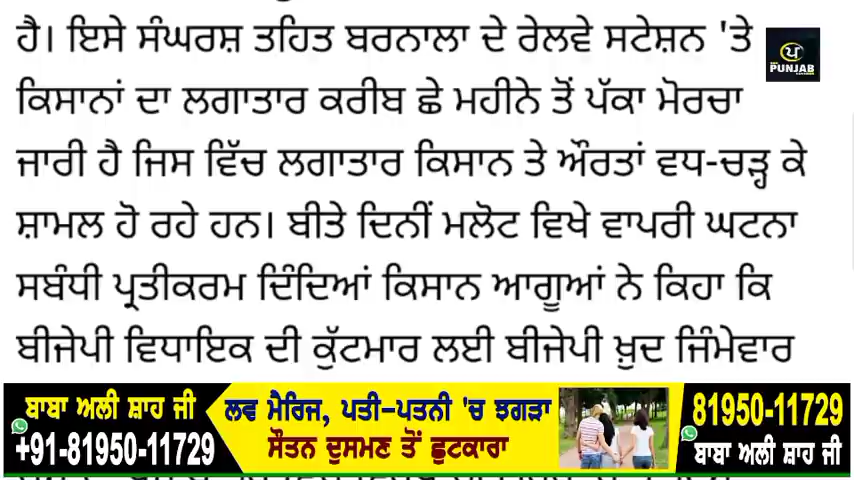 ਹੈ। ਇਸੇ ਸੰਘਰਸ਼ ਤਹਿਤ ਬਰਨਾਲਾ ਦੇ ਰੇਲਵੇ ਸਟੇਸ਼ਨ 'ਤੇ
ਕਿਸਾਨਾਂ ਦਾ ਲਗਾਤਾਰ ਕਰੀਬ ਛੇ ਮਹੀਨੇ ਤੋਂ ਪੱਕਾ ਮੋਰਚਾ
ਜਾਰੀ ਹੈ ਜਿਸ ਵਿੱਚ ਲਗਾਤਾਰ ਕਿਸਾਨ ਤੇ ਔਰਤਾਂ ਵਧ-ਚੜ੍ਹ ਕੇ
ਸ਼ਾਮਲ ਹੋ ਰਹੇ ਹਨ। ਬੀਤੇ ਦਿਨੀਂ ਮਲੋਟ ਵਿਖੇ ਵਾਪਰੀ ਘਟਨਾ
ਸਬੰਧੀ ਪ੍ਰਤੀਕਰਮ ਦਿੰਦਿਆਂ ਕਿਸਾਨ ਆਗੂਆਂ ਨੇ ਕਿਹਾ ਕਿ
ਬੀਜੇਪੀ ਵਿਧਾਇਕ ਦੀ ਕੁੱਟਮਾਰ ਲਈ ਬੀਜੇਪੀ ਖ਼ੁਦ ਜਿੰਮੇਵਾਰ
ਪ
PUNJAB
ਬਾਬਾ ਅਲੀ ਸ਼ਾਹ ਜੀ
+91-81950-11729
ਲਵ ਮੈਰਿਜ, ਪਤੀ-ਪਤਨੀ 'ਚ ਝਗੜਾ
ਸੌਤਨ ਦੁਸਮਣ ਤੋਂ ਛੁਟਕਾਰਾ
81950-11729
ਬਾਬਾ ਅਲੀ ਸ਼ਾਹ ਜੀ